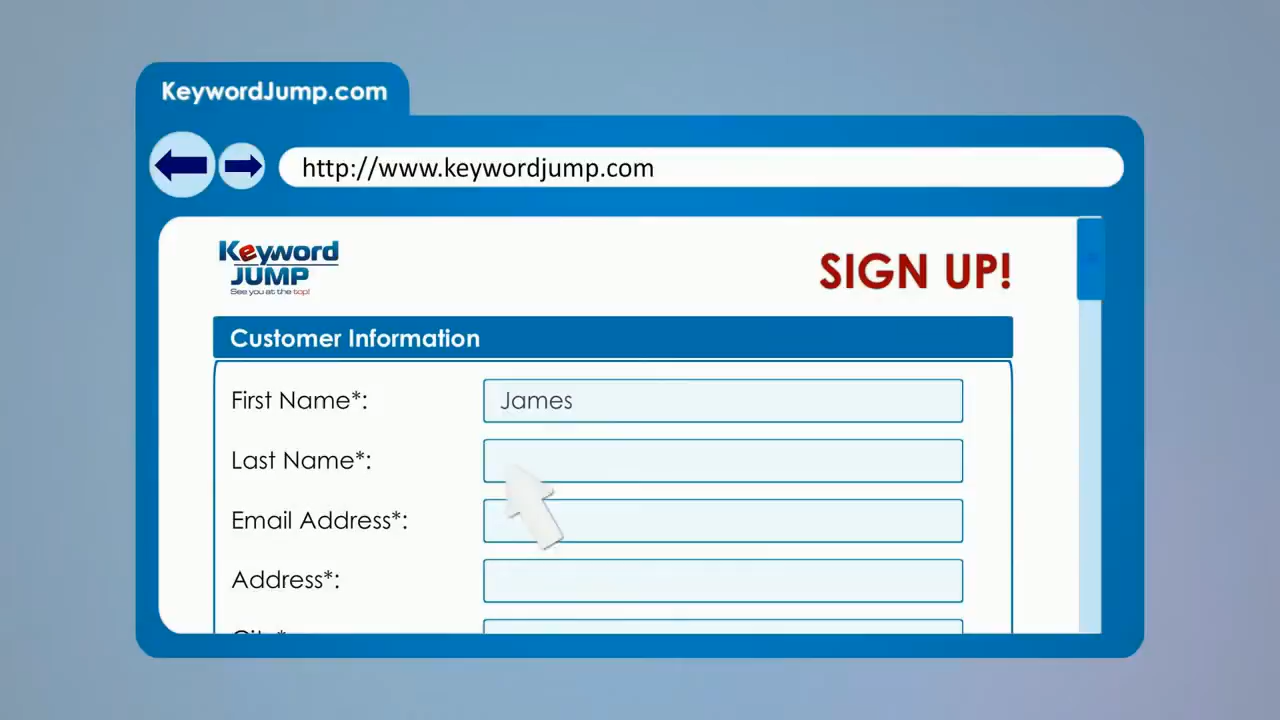 KeywordJump.com
http://www.keywordjump.com
Keyword
JUMP
See you at the top!
SIGN UP!
Customer Information
First Name*:
James
Last Name*:
Email Address*:
Address*: